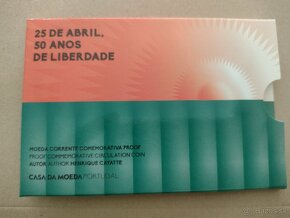 25 DE ABRIL,
50 ANOS
DE LIBERDADE
MOEDA CORRENTE COMEMORATIVA PROOF
PROOF COMMEMORATIVE CIRCULATION COIN
AUTOR AUTHOR HENRIQUE CAYATTE
CASA DA MOEDA PORTUGAL